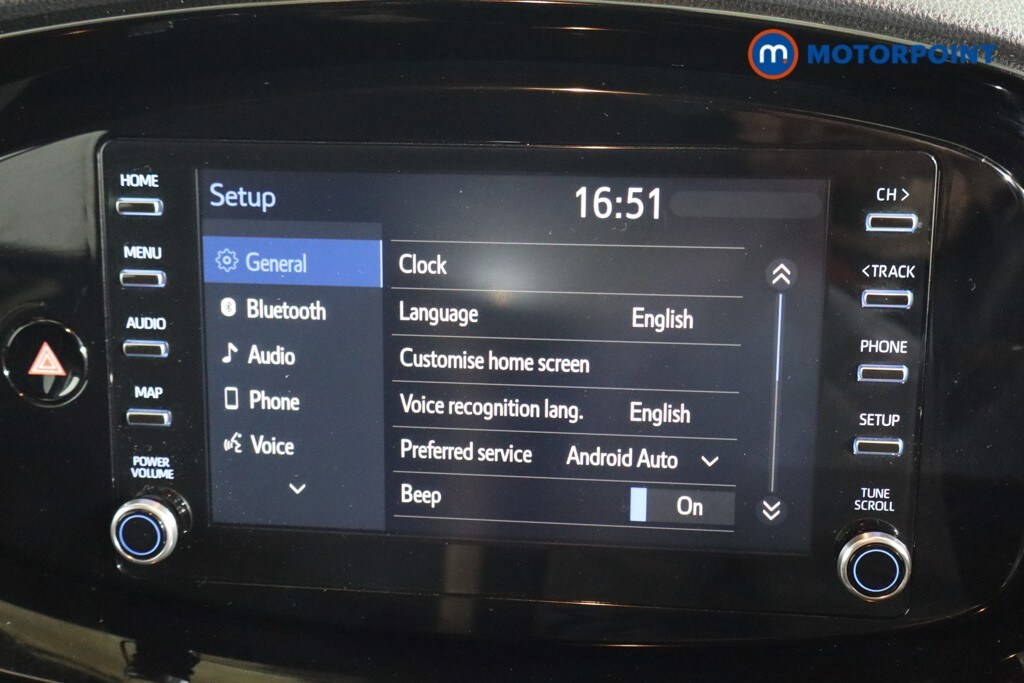 m MOTORPOINT
HOME
MENU
AUDIO
MAP
POWER
VOLUME
Setup
16:51
General
Bluetooth
Audio
Phone
Voice
Clock
Language English
Customise home screen
Voice recognition lang. English
Preferred service Android Auto
Beep On
CH >
< TRACK
PHONE
SETUP
TUNE
SCROLL